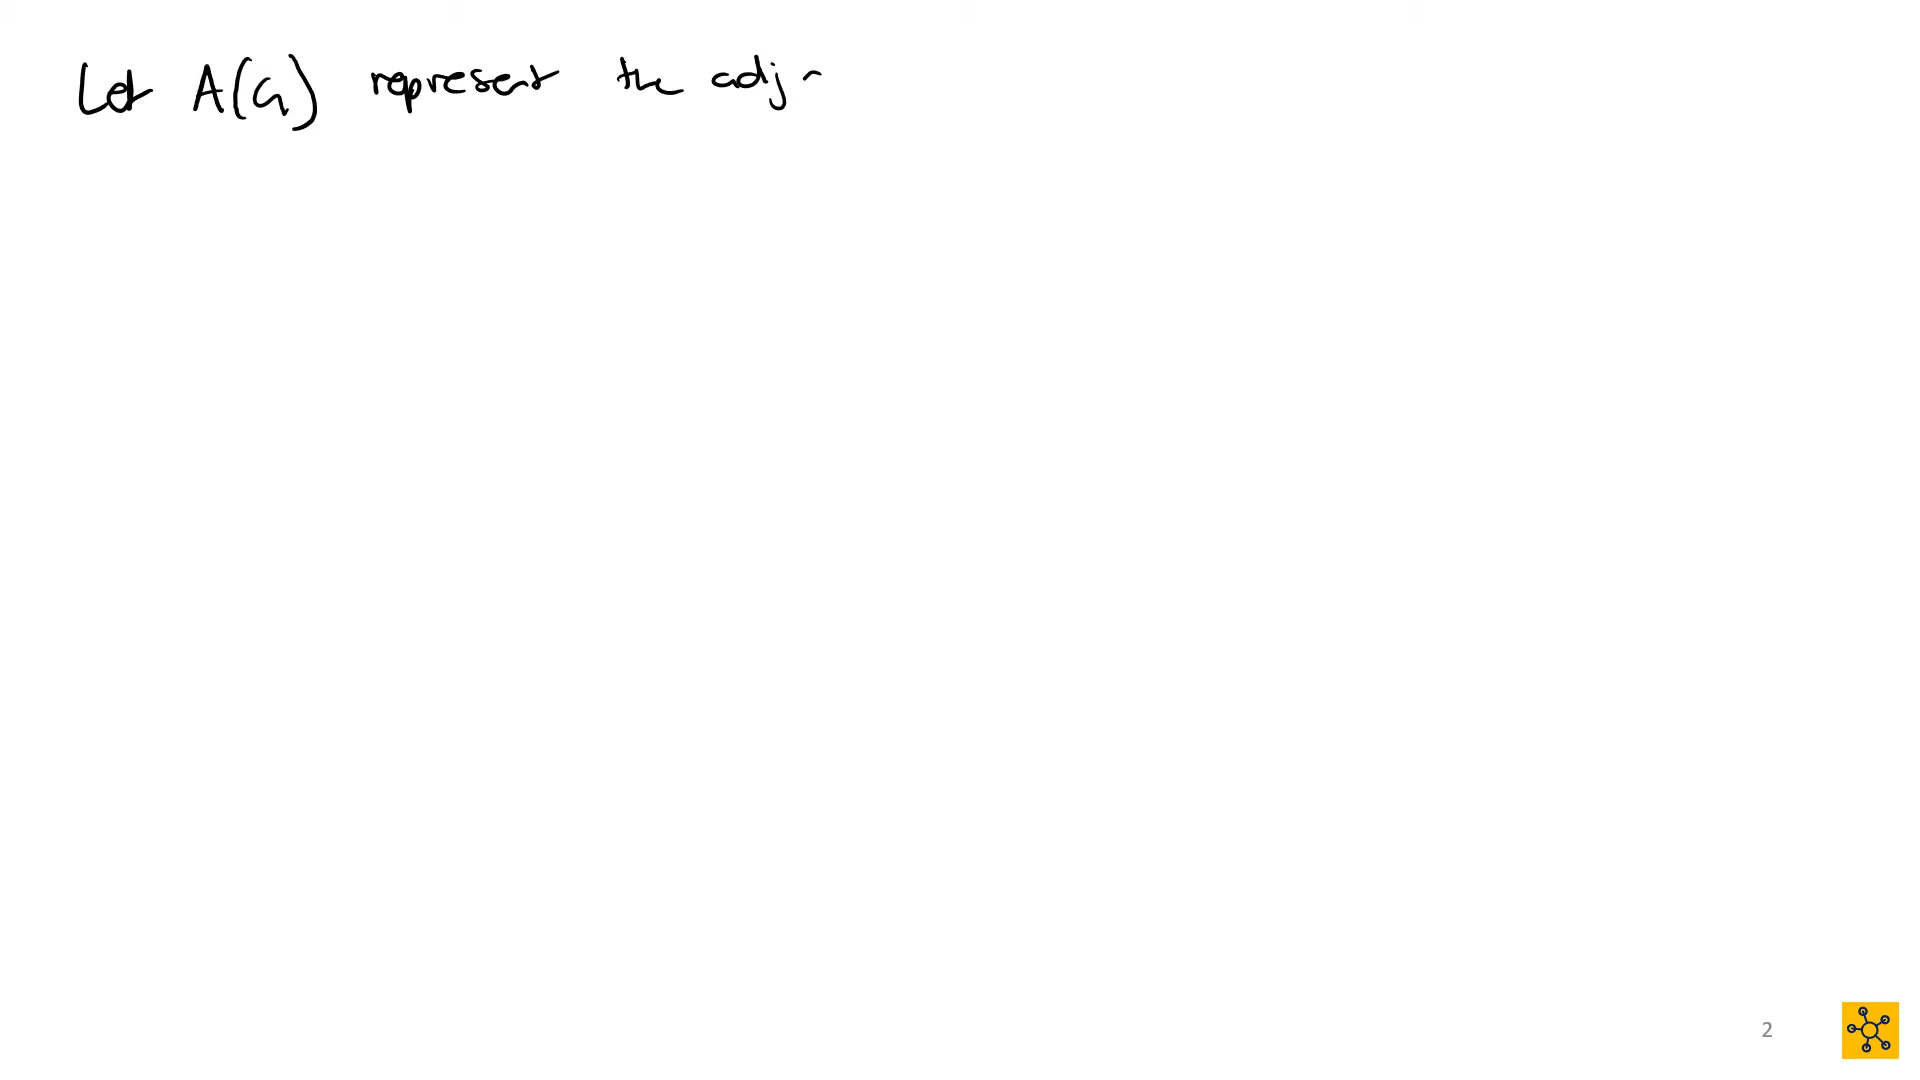 Let A(G) represent the adj
2